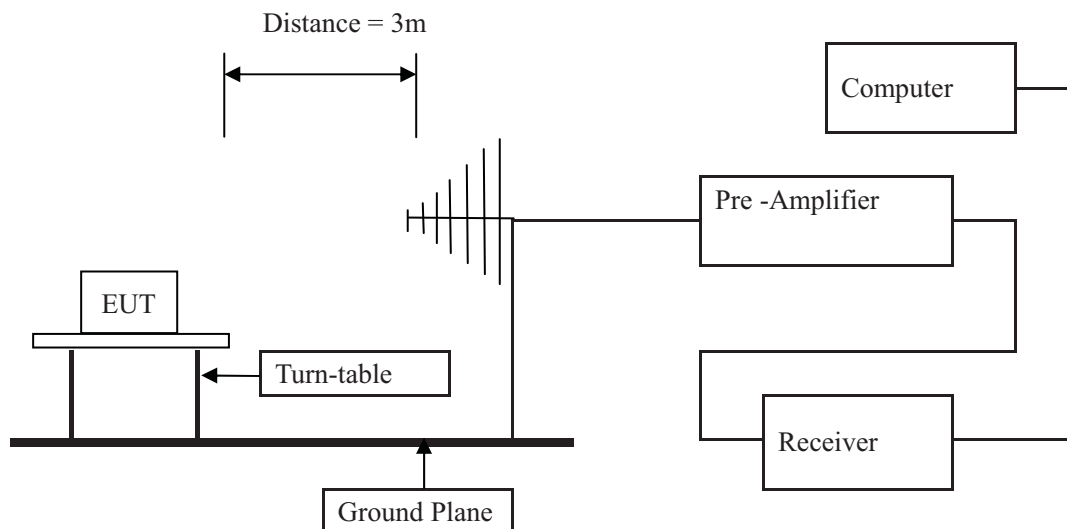 Distance = 3m
Computer
Pre -Amplifier
EUT
Turn-table
Receiver
Ground Plane